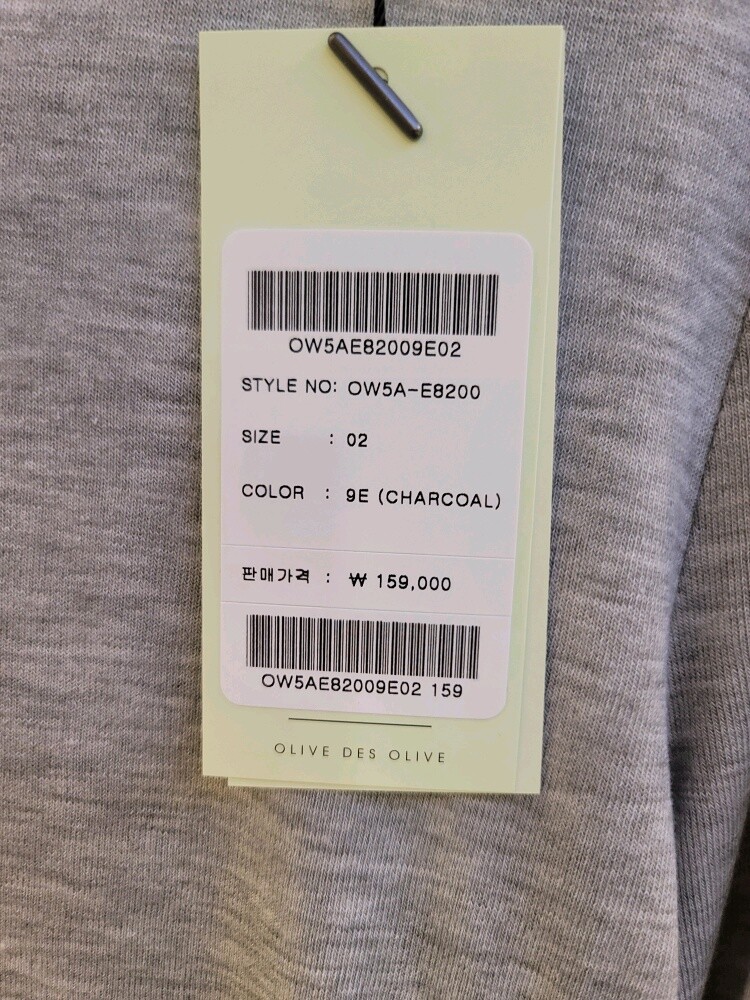 OW5AE82009E02
STYLE NO: OW5A-E8200
SIZE : 02
COLOR : 9E (CHARCOAL)
판매가격 : ₩ 159,000
OW5AE82009E02 159
OLIVE DES OLIVE